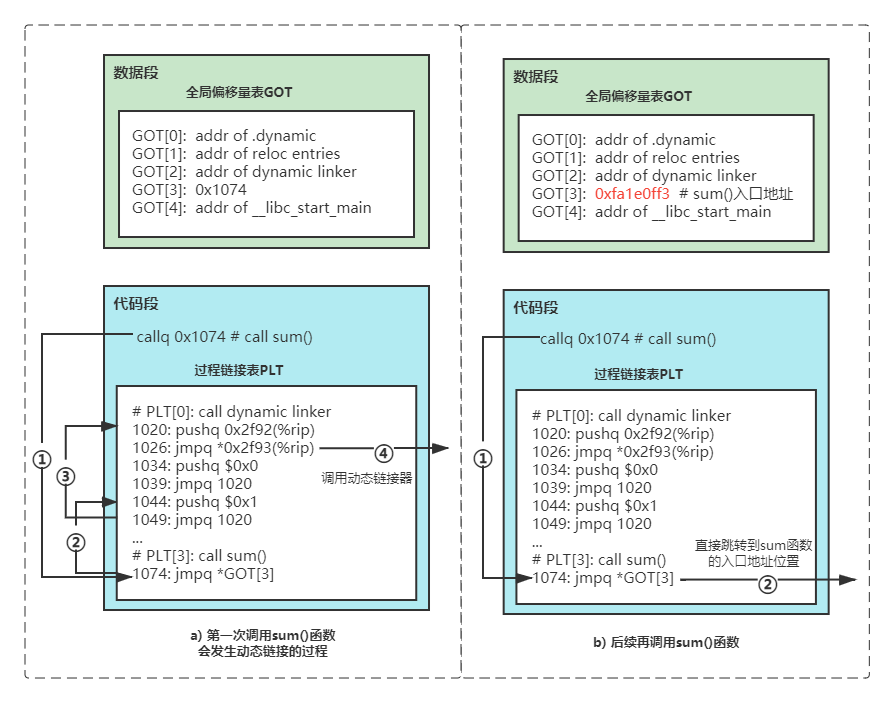 数据段
全局偏移量表GOT
GOT[0]: addr of .dynamic
GOT[1]: addr of reloc entries
GOT[2]: addr of dynamic linker
GOT[3]: 0x1074
GOT[4]: addr of __libc_start_main
代码段
callq 0x1074 # call sum()
过程链接表PLT
# PLT[0]: call dynamic linker
1020: pushq 0x2f92(%rip)
1026: jmpq *0x2f93(%rip)
1034: pushq $0x0
1039: jmpq 1020
1044: pushq $0x1
1049: jmpq 1020
...
# PLT[3]: call sum()
1074: jmpq *GOT[3]
①
③
②
④
调用动态链接器
a) 第一次调用sum()函数
会发生动态链接的过程
数据段
全局偏移量表GOT
GOT[0]: addr of .dynamic
GOT[1]: addr of reloc entries
GOT[2]: addr of dynamic linker
GOT[3]: 0xfa1e0ff3 # sum()入口地址
GOT[4]: addr of __libc_start_main
代码段
callq 0x1074 # call sum()
过程链接表PLT
# PLT[0]: call dynamic linker
1020: pushq 0x2f92(%rip)
1026: jmpq *0x2f93(%rip)
1034: pushq $0x0
1039: jmpq 1020
1044: pushq $0x1
1049: jmpq 1020
...
# PLT[3]: call sum()
1074: jmpq *GOT[3]
①
直接跳转到sum函数
的入口地址位置
②
b) 后续再调用sum()函数